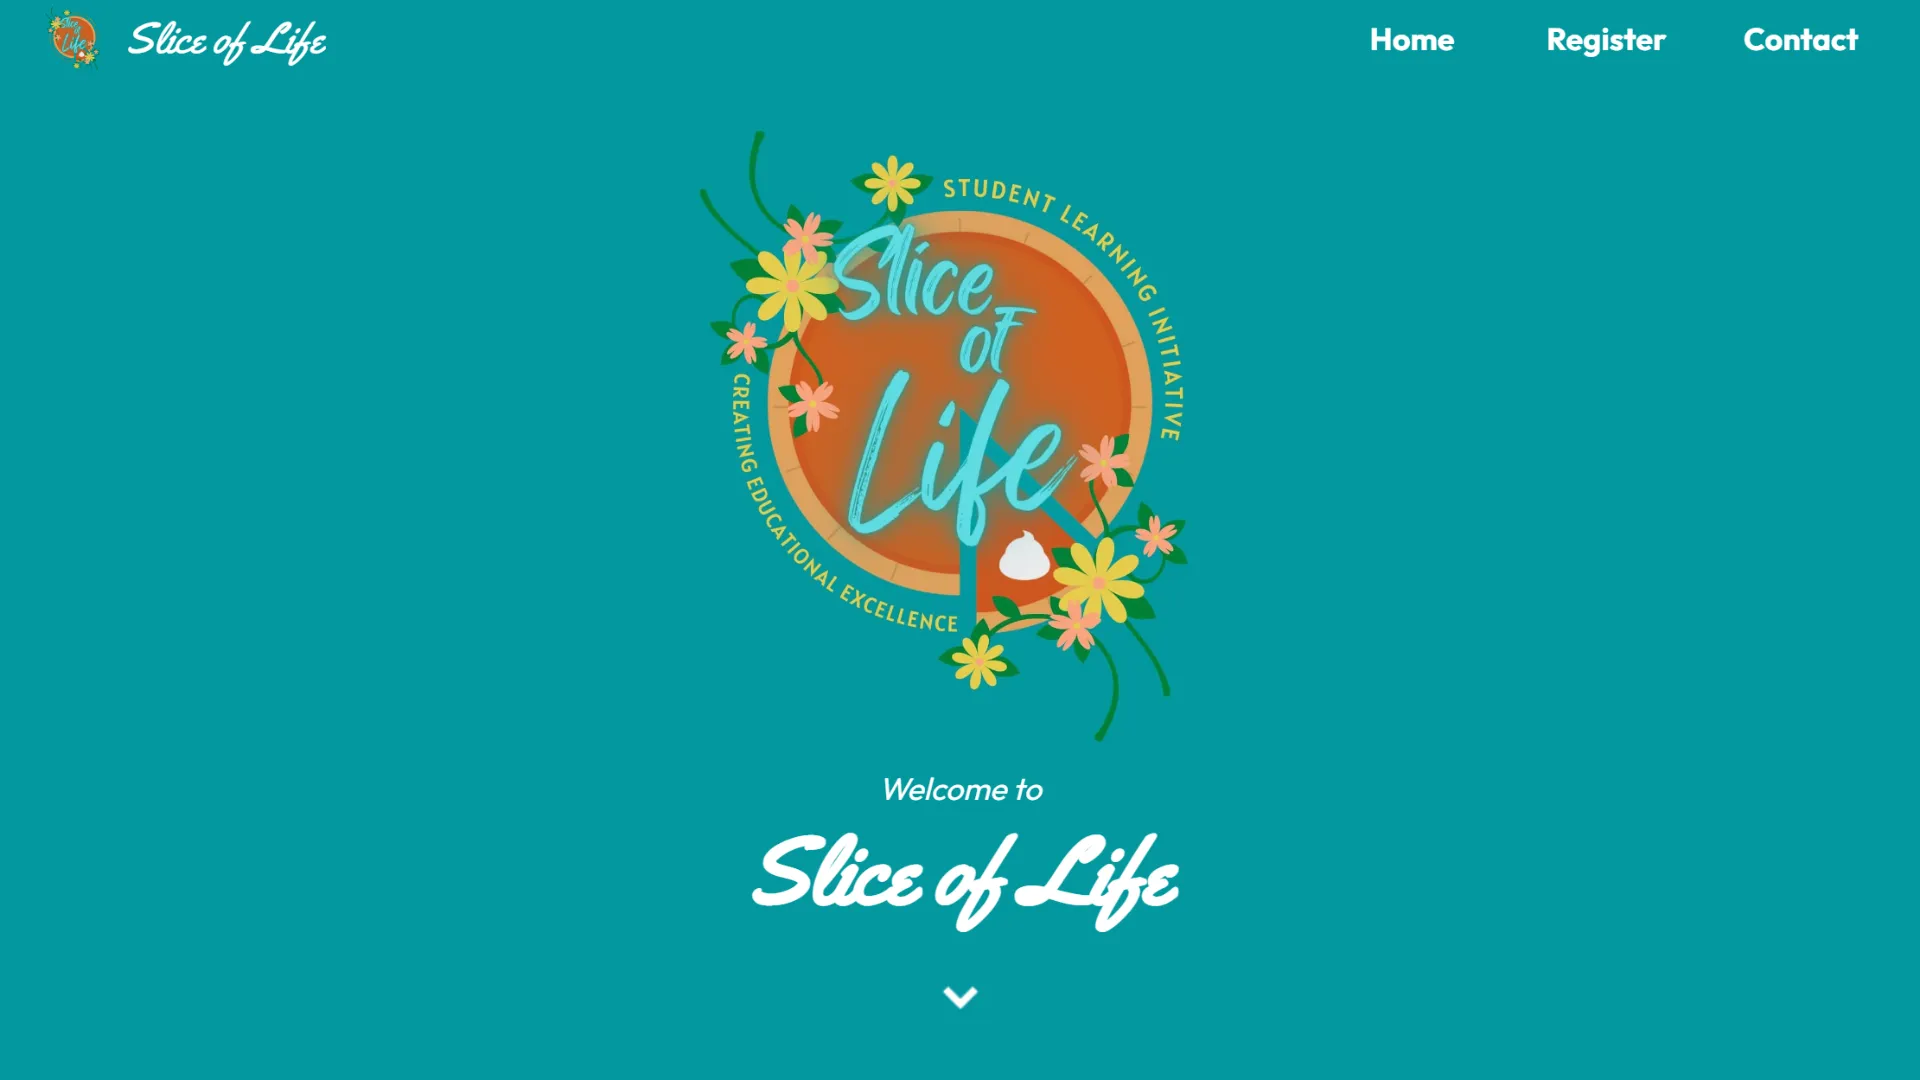 Slice of Life
Home
Register
Contact
STUDENT LEARNING INITIATIVE
Slice
of
Life
CREATING EDUCATIONAL EXCELLENCE
Welcome to
Slice of Life